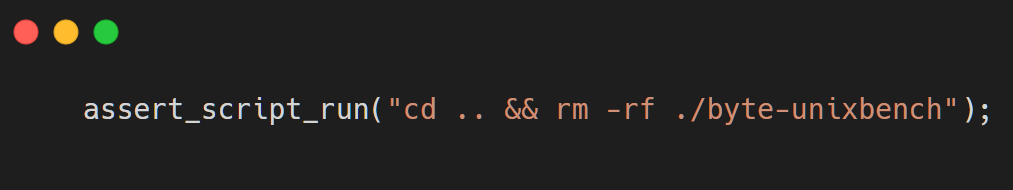 assert_script_run("cd .. && rm -rf ./byte-unixbench");